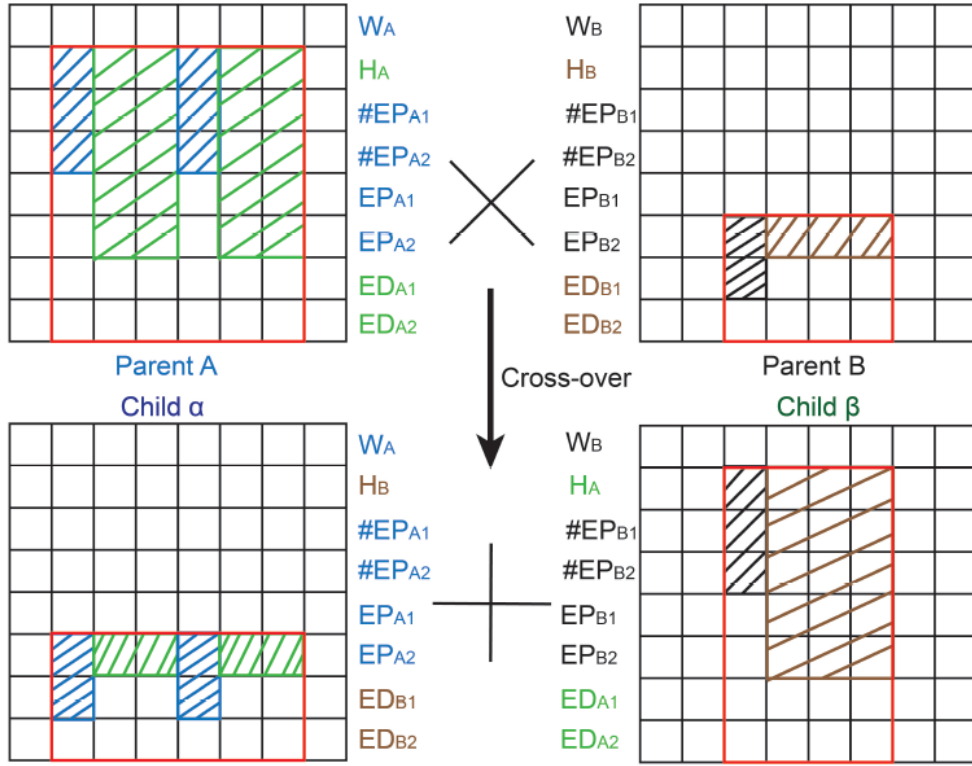 WA
HA
#EPA1
#EPA2
EPA1
EPA2
EDA1
EDA2
WB
HB
#EPB1
#EPB2
EPB1
EPB2
EDB1
EDB2
Parent A
Parent B
Cross-over
Child α
Child β
WA
HB
#EPA1
#EPA2
EPA1
EPA2
EDB1
EDB2
WB
HA
#EPB1
#EPB2
EPB1
EPB2
EDA1
EDA2